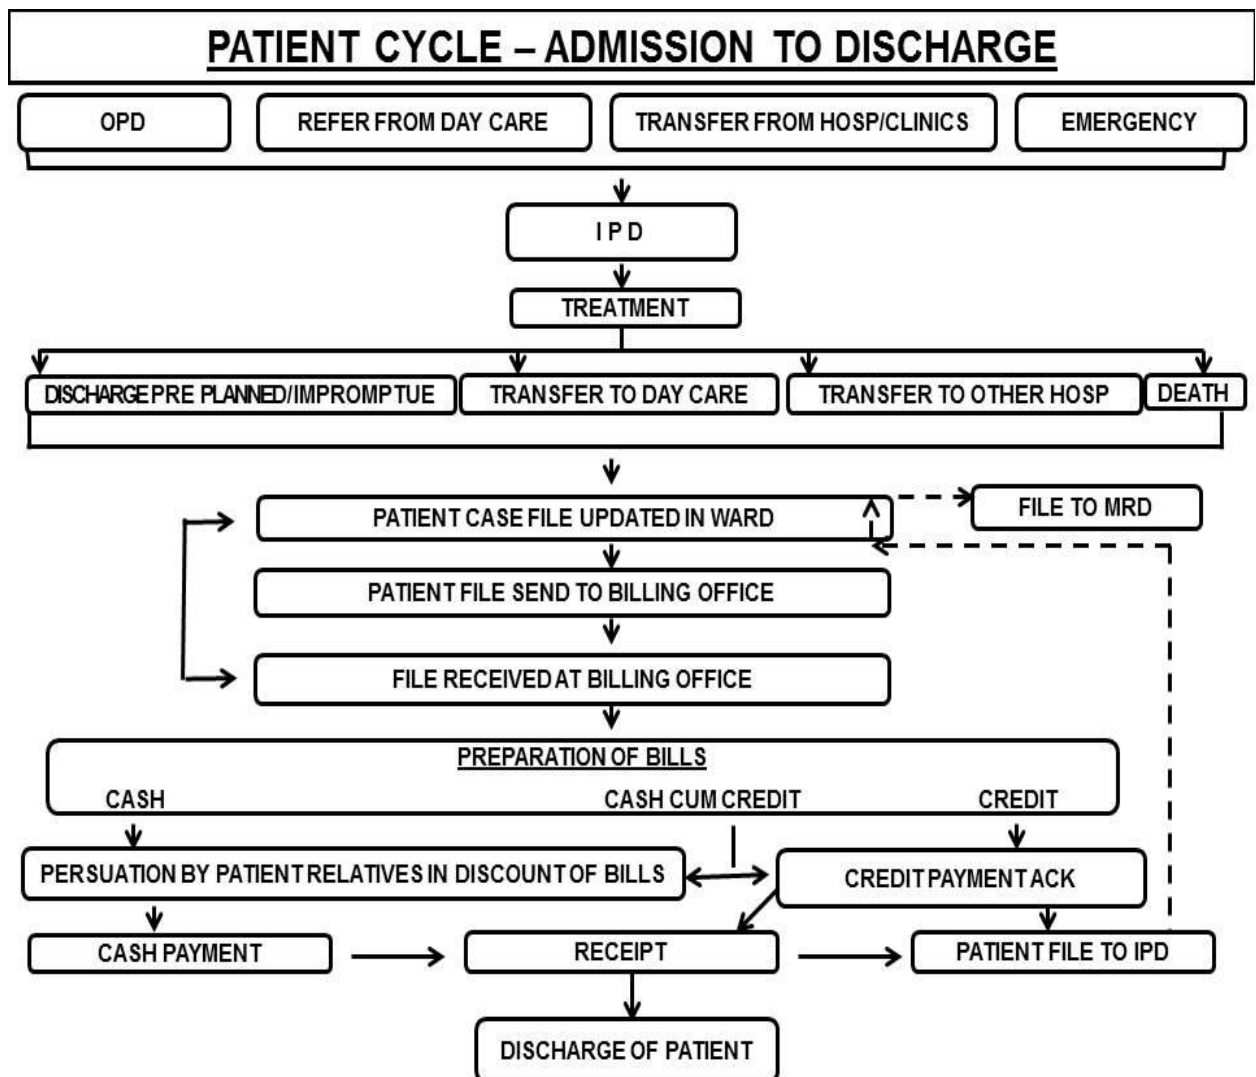 PATIENT CYCLE – ADMISSION TO DISCHARGE
OPD
REFER FROM DAY CARE
TRANSFER FROM HOSP/CLINICS
EMERGENCY
I P D
TREATMENT
DISCHARGE PRE PLANNED/IMPROMPTUE
TRANSFER TO DAY CARE
TRANSFER TO OTHER HOSP
DEATH
PATIENT CASE FILE UPDATED IN WARD
FILE TO MRD
PATIENT FILE SEND TO BILLING OFFICE
FILE RECEIVED AT BILLING OFFICE
PREPARATION OF BILLS
CASH
CASH CUM CREDIT
CREDIT
PERSUATION BY PATIENT RELATIVES IN DISCOUNT OF BILLS
CREDIT PAYMENT ACK
CASH PAYMENT
RECEIPT
PATIENT FILE TO IPD
DISCHARGE OF PATIENT